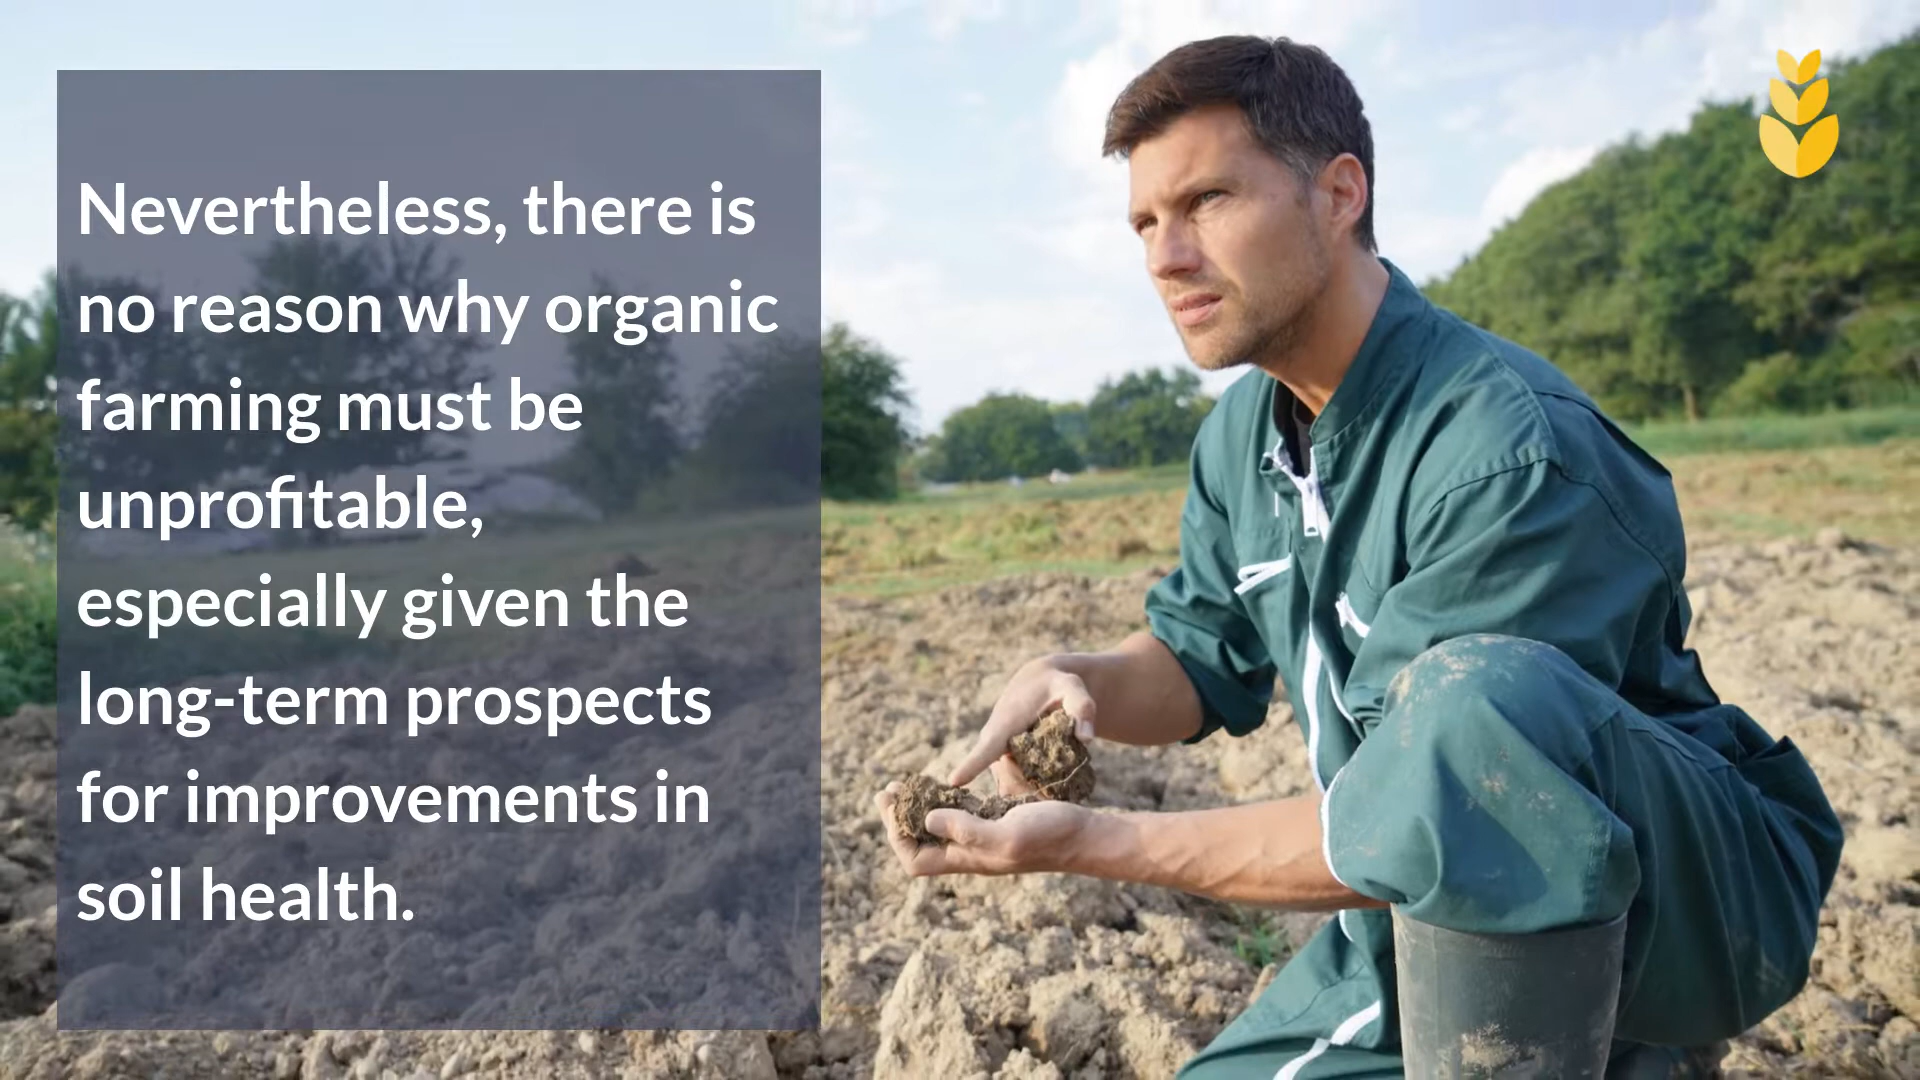 Nevertheless, there is
no reason why organic
farming must be
unprofitable,
especially given the
long-term prospects
for improvements in
soil health.